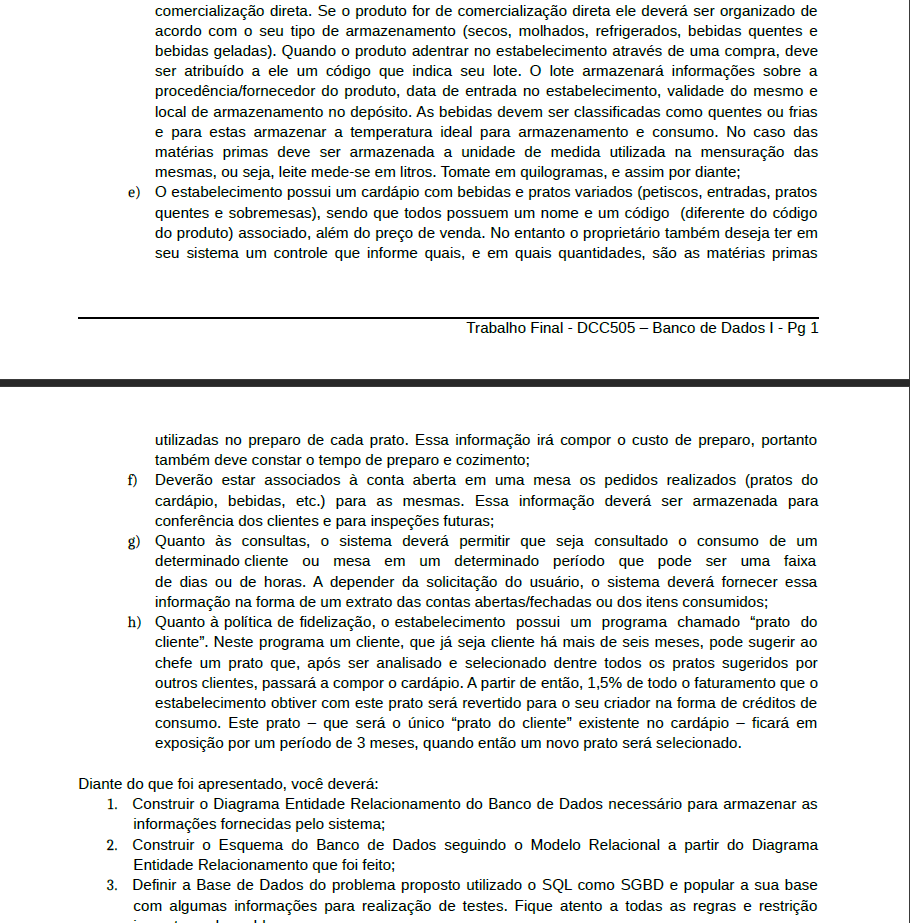 comercialização direta. Se o produto for de comercialização direta ele deverá ser organizado de
acordo com o seu tipo de armazenamento (secos, molhados, refrigerados, bebidas quentes e
bebidas geladas). Quando o produto adentrar no estabelecimento através de uma compra, deve
ser atribuído a ele um código que indica seu lote. O lote armazenará informações sobre a
procedência/fornecedor do produto, data de entrada no estabelecimento, validade do mesmo e
local de armazenamento no depósito. As bebidas devem ser classificadas como quentes ou frias
e para estas armazenar a temperatura ideal para armazenamento e consumo. No caso das
matérias primas deve ser armazenada a unidade de medida utilizada na mensuração das
mesmas, ou seja, leite mede-se em litros. Tomate em quilogramas, e assim por diante;
e) O estabelecimento possui um cardápio com bebidas e pratos variados (petiscos, entradas, pratos
quentes e sobremesas), sendo que todos possuem um nome e um código (diferente do código
do produto) associado, além do preço de venda. No entanto o proprietário também deseja ter em
seu sistema um controle que informe quais, e em quais quantidades, são as matérias primas
Trabalho Final - DCC505 – Banco de Dados I - Pg 1
utilizadas no preparo de cada prato. Essa informação irá compor o custo de preparo, portanto
também deve constar o tempo de preparo e cozimento;
f) Deverão estar associados à conta aberta em uma mesa os pedidos realizados (pratos do
cardápio, bebidas, etc.) para as mesmas. Essa informação deverá ser armazenada para
conferência dos clientes e para inspeções futuras;
g) Quanto às consultas, o sistema deverá permitir que seja consultado o consumo de um
determinado cliente ou mesa em um determinado período que pode ser uma faixa
de dias ou de horas. A depender da solicitação do usuário, o sistema deverá fornecer essa
informação na forma de um extrato das contas abertas/fechadas ou dos itens consumidos;
h) Quanto à política de fidelização, o estabelecimento possui um programa chamado “prato do
cliente”. Neste programa um cliente, que já seja cliente há mais de seis meses, pode sugerir ao
chefe um prato que, após ser analisado e selecionado dentre todos os pratos sugeridos por
outros clientes, passará a compor o cardápio. A partir de então, 1,5% de todo o faturamento que o
estabelecimento obtiver com este prato será revertido para o seu criador na forma de créditos de
consumo. Este prato – que será o único “prato do cliente” existente no cardápio – ficará em
exposição por um período de 3 meses, quando então um novo prato será selecionado.
Diante do que foi apresentado, você deverá:
1. Construir o Diagrama Entidade Relacionamento do Banco de Dados necessário para armazenar as
informações fornecidas pelo sistema;
2. Construir o Esquema do Banco de Dados seguindo o Modelo Relacional a partir do Diagrama
Entidade Relacionamento que foi feito;
3. Definir a Base de Dados do problema proposto utilizado o SQL como SGBD e popular a sua base
com algumas informações para realização de testes. Fique atento a todas as regras e restrição